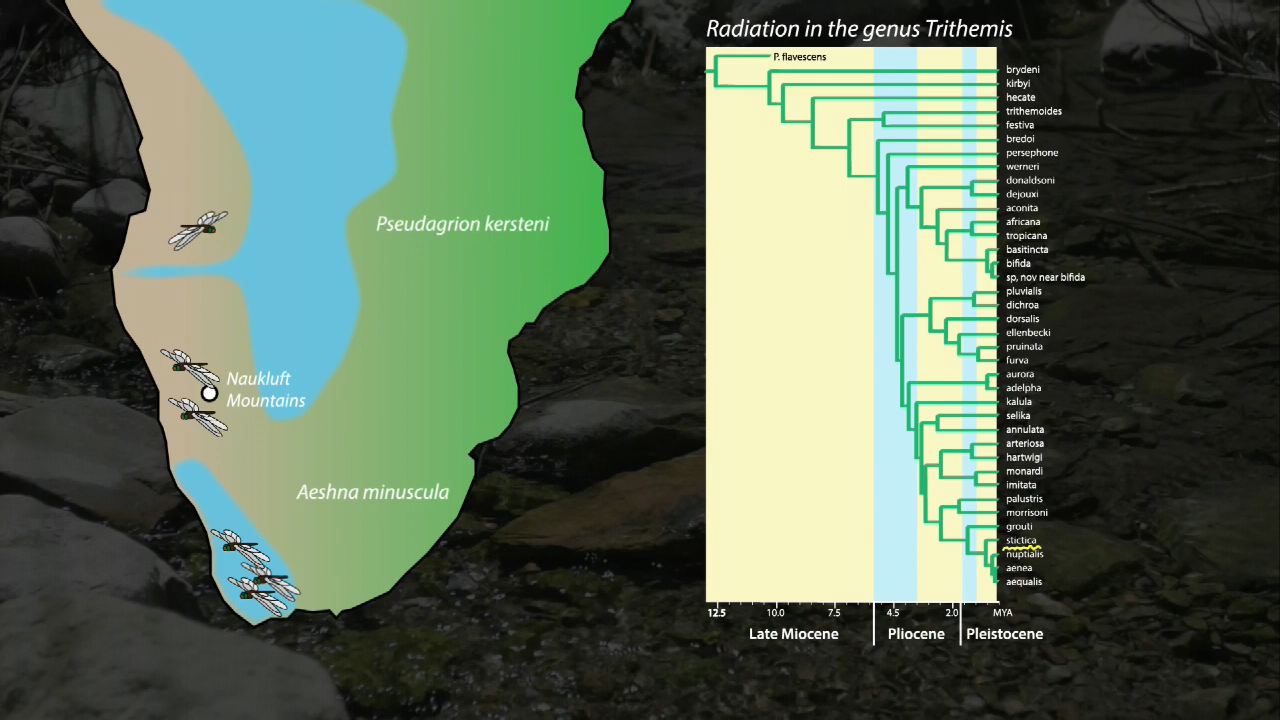 Radiation in the genus Trithemis
P. flavescens
brydeni
kirbyi
hecate
trithemoides
festiva
bredoi
persephone
werneri
donaldsoni
dejouxi
aconita
africana
tropicana
basitincta
bifida
sp, nov near bifida
pluvialis
dichroa
dorsalis
ellenbecki
pruinata
furva
aurora
adelpha
kalula
selika
annulata
arteriosa
hartwigi
monardi
imitata
palustris
morrisoni
grouti
stictica
nuptialis
aenea
aequalis
12.5 10.0 7.5 4.5 2.0 MYA
Late Miocene Pliocene Pleistocene
Pseudagrion kersteni
Naukluft
Mountains
Aeshna minuscula